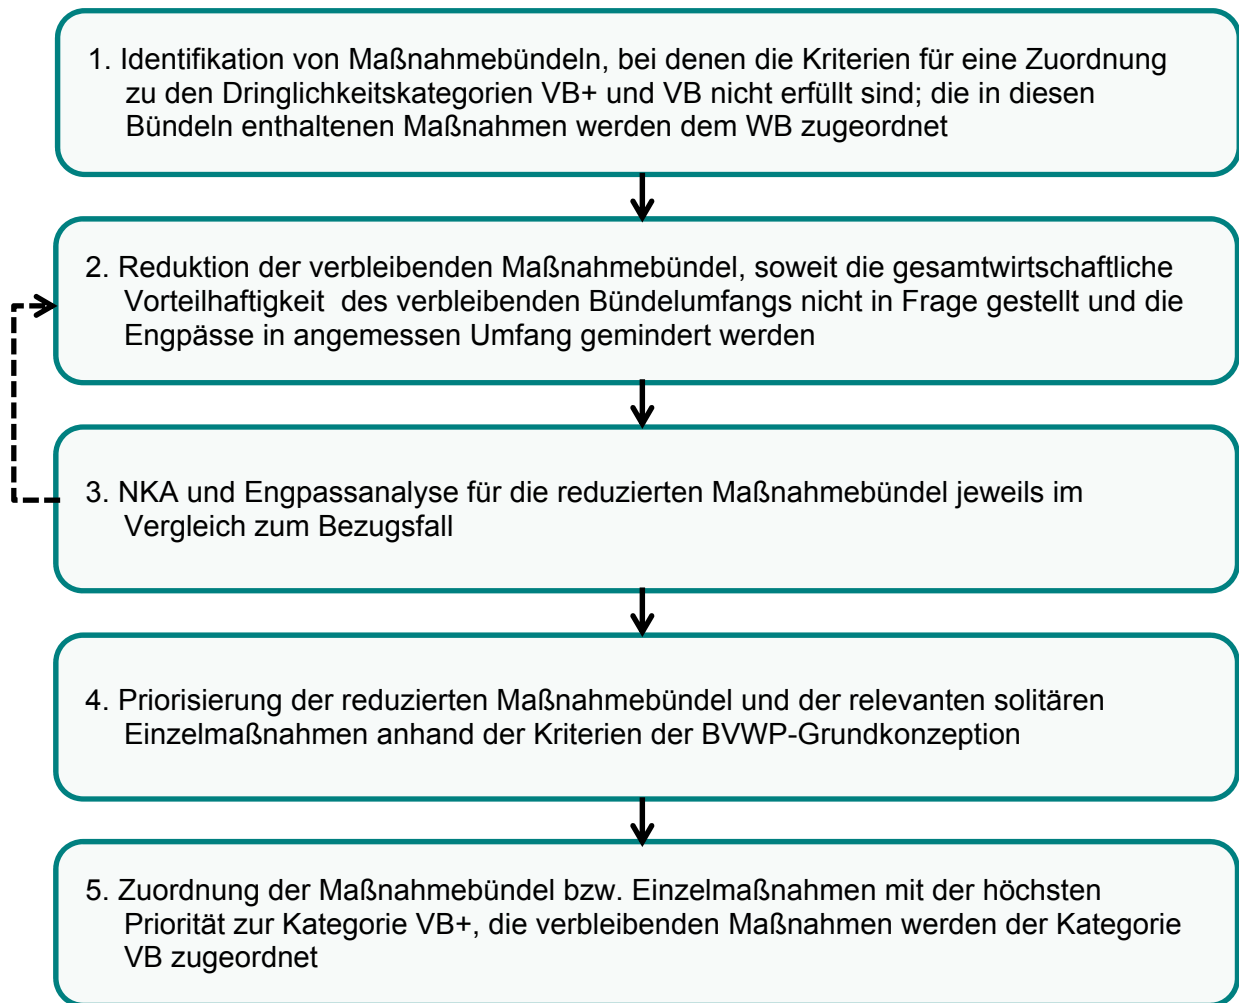 1. Identifikation von Maßnahmebündeln, bei denen die Kriterien für eine Zuordnung
zu den Dringlichkeitskategorien VB+ und VB nicht erfüllt sind; die in diesen
Bündeln enthaltenen Maßnahmen werden dem WB zugeordnet
2. Reduktion der verbleibenden Maßnahmebündel, soweit die gesamtwirtschaftliche
Vorteilhaftigkeit des verbleibenden Bündelumfangs nicht in Frage gestellt und die
Engpässe in angemessen Umfang gemindert werden
3. NKA und Engpassanalyse für die reduzierten Maßnahmebündel jeweils im
Vergleich zum Bezugsfall
4. Priorisierung der reduzierten Maßnahmebündel und der relevanten solitären
Einzelmaßnahmen anhand der Kriterien der BVWP-Grundkonzeption
5. Zuordnung der Maßnahmebündel bzw. Einzelmaßnahmen mit der höchsten
Priorität zur Kategorie VB+, die verbleibenden Maßnahmen werden der Kategorie
VB zugeordnet